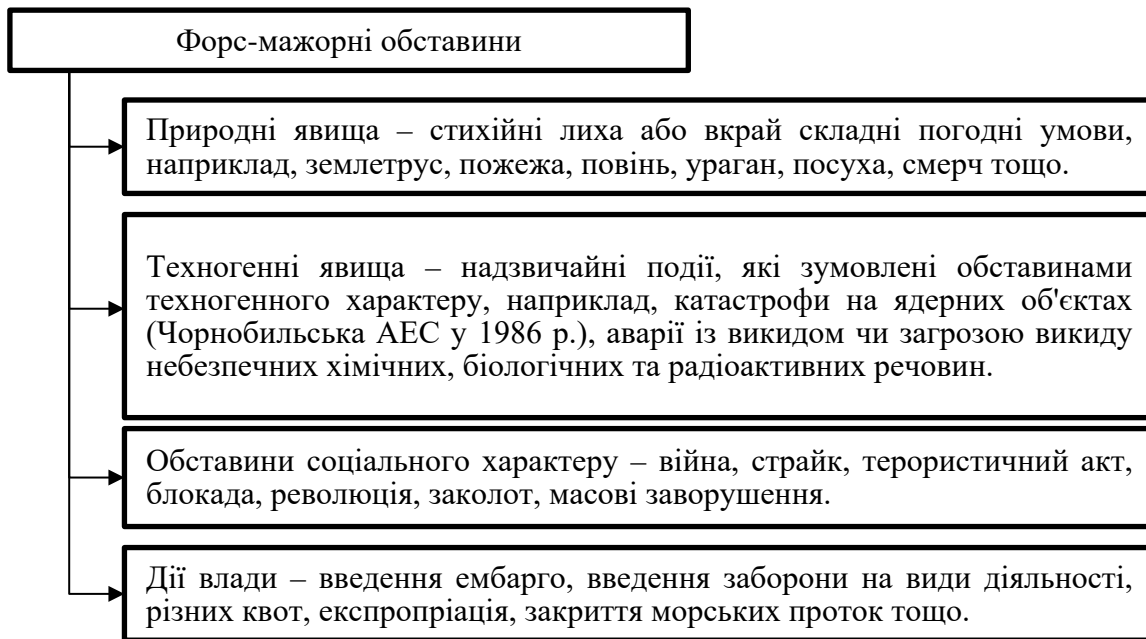 Форс-мажорні обставини
Природні явища – стихійні лиха або вкрай складні погодні умови,
наприклад, землетрус, пожежа, повінь, ураган, посуха, смерч тощо.
Техногенні явища – надзвичайні події, які зумовлені обставинами
техногенного характеру, наприклад, катастрофи на ядерних об'єктах
(Чорнобильська АЕС у 1986 р.), аварії із викидом чи загрозою викиду
небезпечних хімічних, біологічних та радіоактивних речовин.
Обставини соціального характеру – війна, страйк, терористичний акт,
блокада, революція, заколот, масові заворушення.
Дії влади – введення ембарго, введення заборони на види діяльності,
різних квот, експропріація, закриття морських проток тощо.